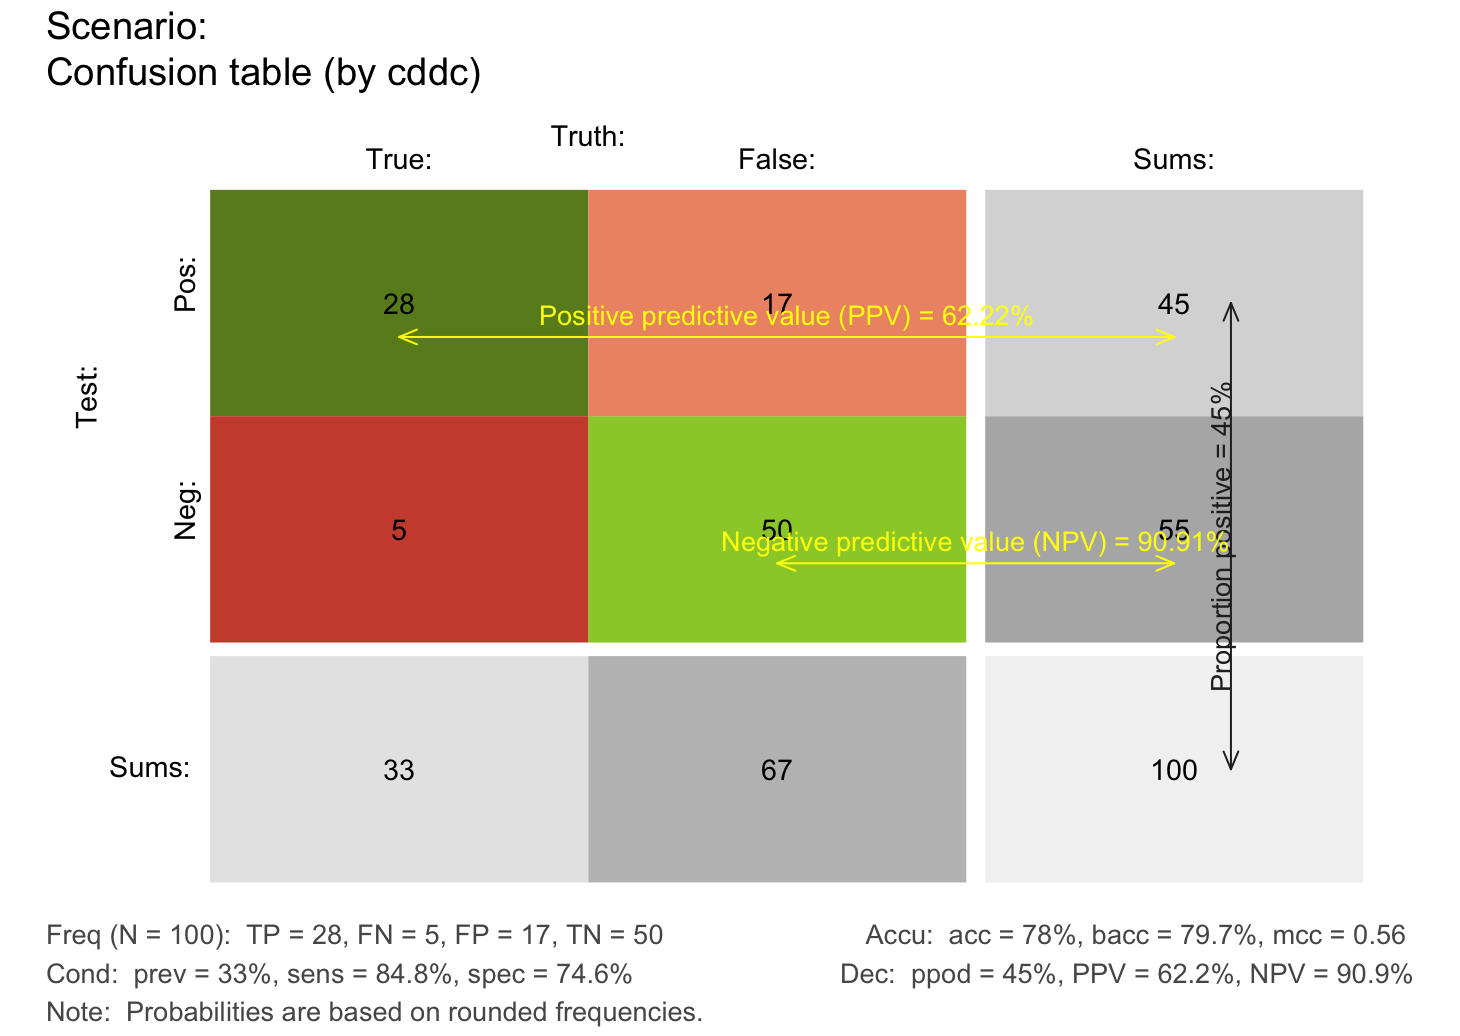 Scenario:
Confusion table (by cddc)
Truth:
True:
False:
Sums:
Test:
Pos:
28
17
45
Positive predictive value (PPV) = 62.22%
Neg:
5
50
55
Negative predictive value (NPV) = 90.91%
Proportion positive = 45%
Sums:
33
67
100
Freq (N = 100):  TP = 28, FN = 5, FP = 17, TN = 50
Accu:  acc = 78%, bacc = 79.7%, mcc = 0.56
Cond:  prev = 33%, sens = 84.8%, spec = 74.6%
Dec:  ppod = 45%, PPV = 62.2%, NPV = 90.9%
Note:  Probabilities are based on rounded frequencies.